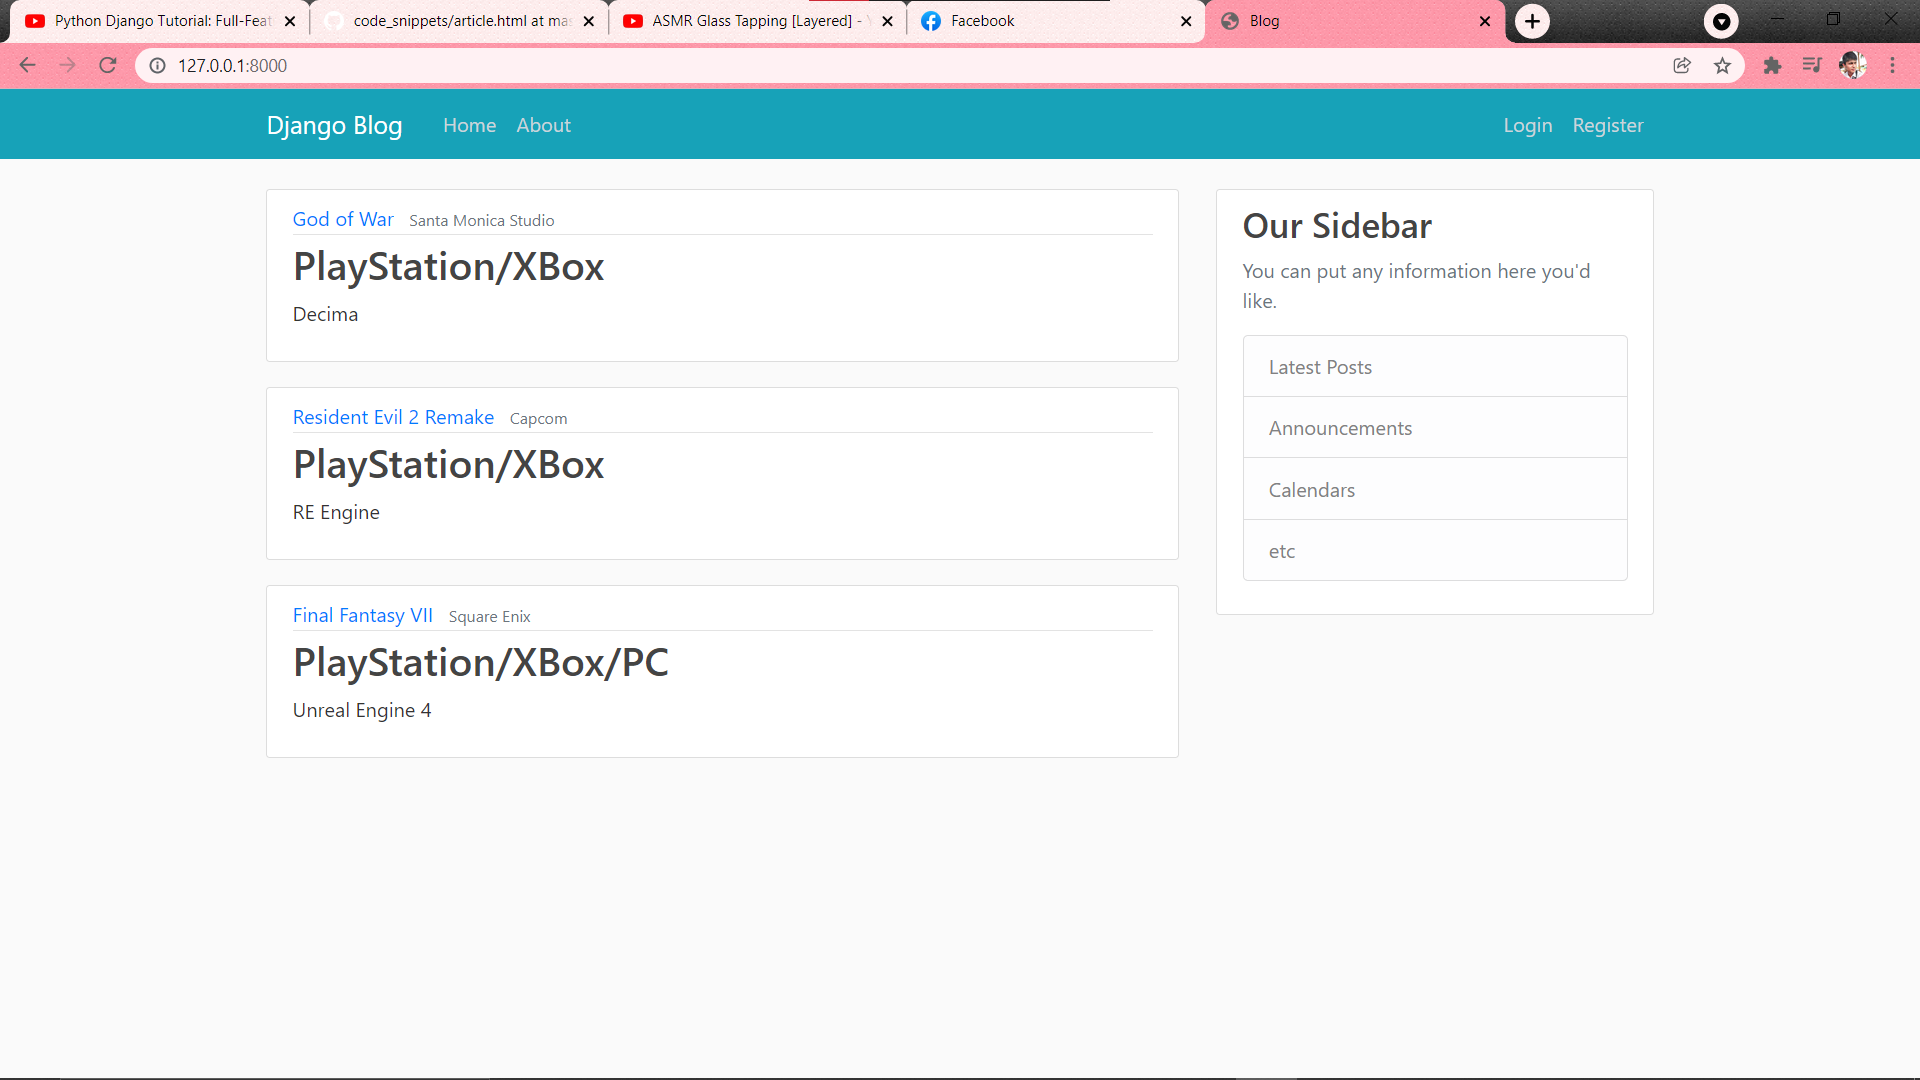 Python Django Tutorial: Full-Feat
code_snippets/article.html at mas
ASMR Glass Tapping [Layered] -
Facebook
Blog
127.0.0.1:8000
Django Blog Home About Login Register
God of War Santa Monica Studio
PlayStation/XBox
Decima
Resident Evil 2 Remake Capcom
PlayStation/XBox
RE Engine
Final Fantasy VII Square Enix
PlayStation/XBox/PC
Unreal Engine 4
Our Sidebar
You can put any information here you'd
like.
Latest Posts
Announcements
Calendars
etc